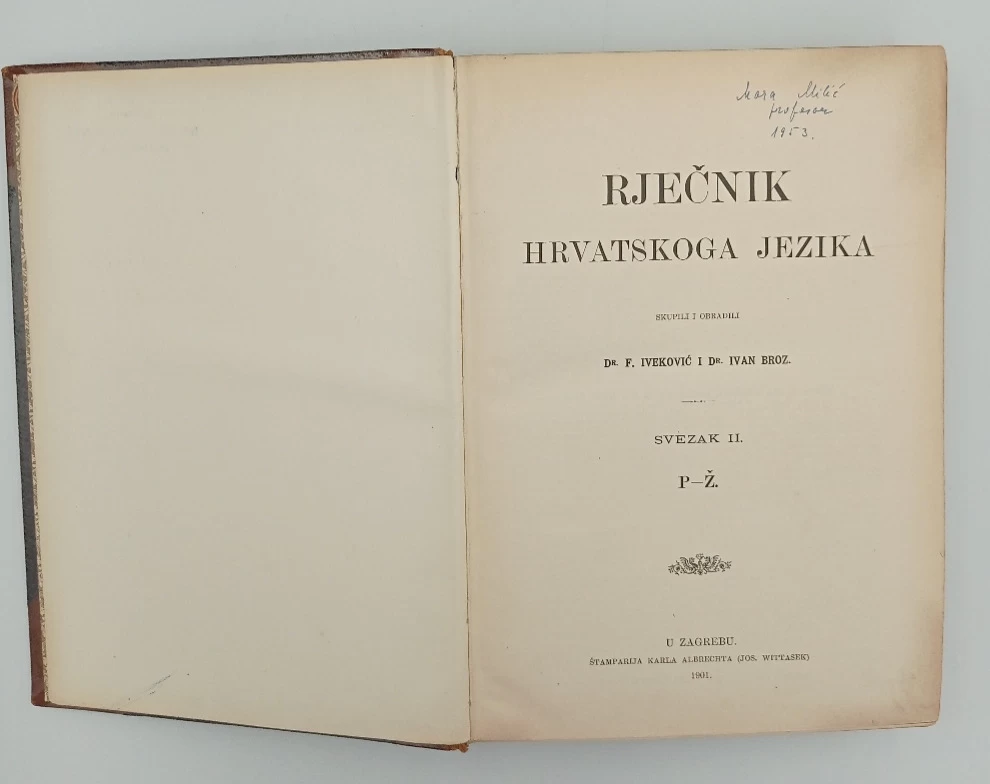 Mara Milić
profesor
1953.
RJEČNIK
HRVATSKOGA JEZIKA
SKUPILI I OBRADILI
DR. F. IVEKOVIĆ I DR. IVAN BROZ.
SVEZAK II.
P–Ž.
U ZAGREBU.
ŠTAMPARIJA KARLA ALBRECHTA (JOS. WITTASEK)
1901.